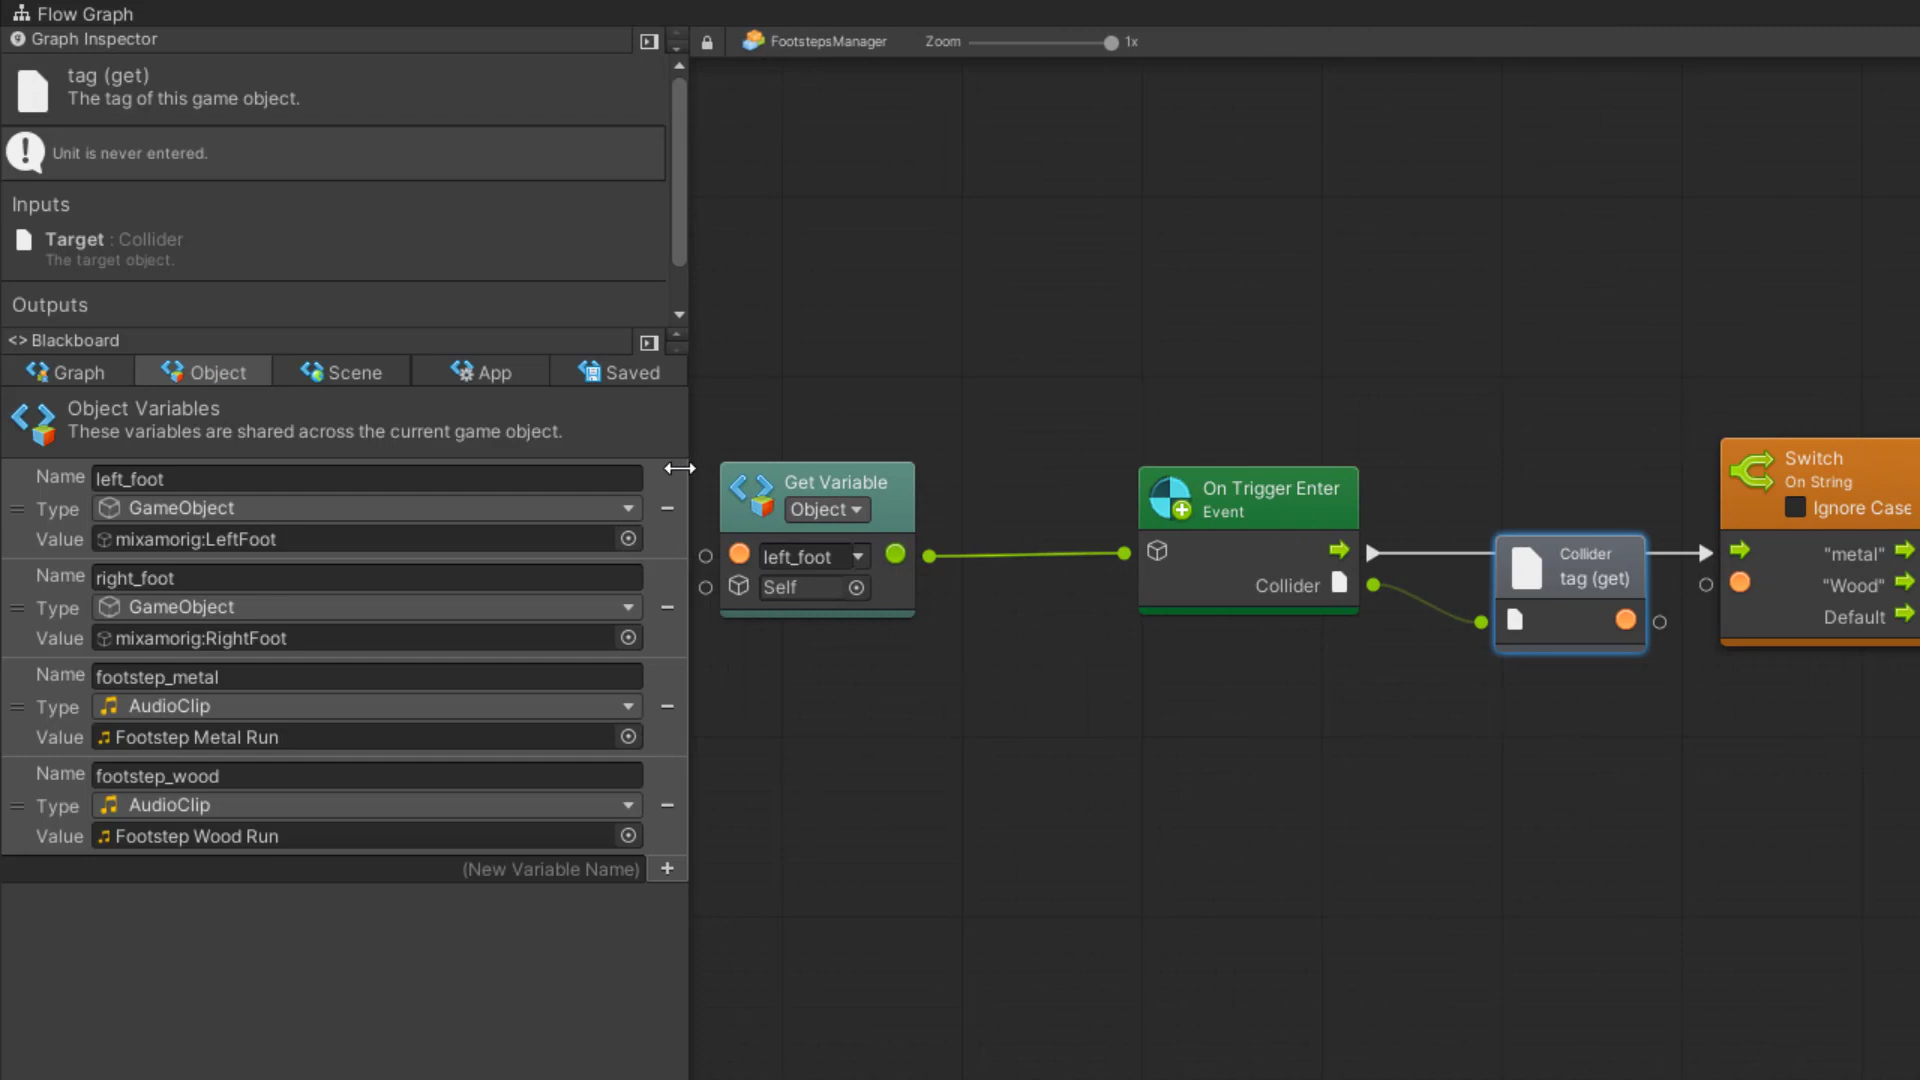 Flow Graph
Graph Inspector
tag (get)
The tag of this game object.
Unit is never entered.
Inputs
Target : Collider
The target object.
Outputs
<> Blackboard
Graph
Object
Scene
App
Saved
Object Variables
These variables are shared across the current game object.
Name left_foot
Type GameObject
Value mixamorig:LeftFoot
Name right_foot
Type GameObject
Value mixamorig:RightFoot
Name footstep_metal
Type AudioClip
Value Footstep Metal Run
Name footstep_wood
Type AudioClip
Value Footstep Wood Run
(New Variable Name) +
FootstepsManager
Zoom 1x
Get Variable
Object
left_foot
Self
On Trigger Enter
Event
Collider
Collider
tag (get)
Switch
On String
Ignore Case
"metal"
"Wood"
Default